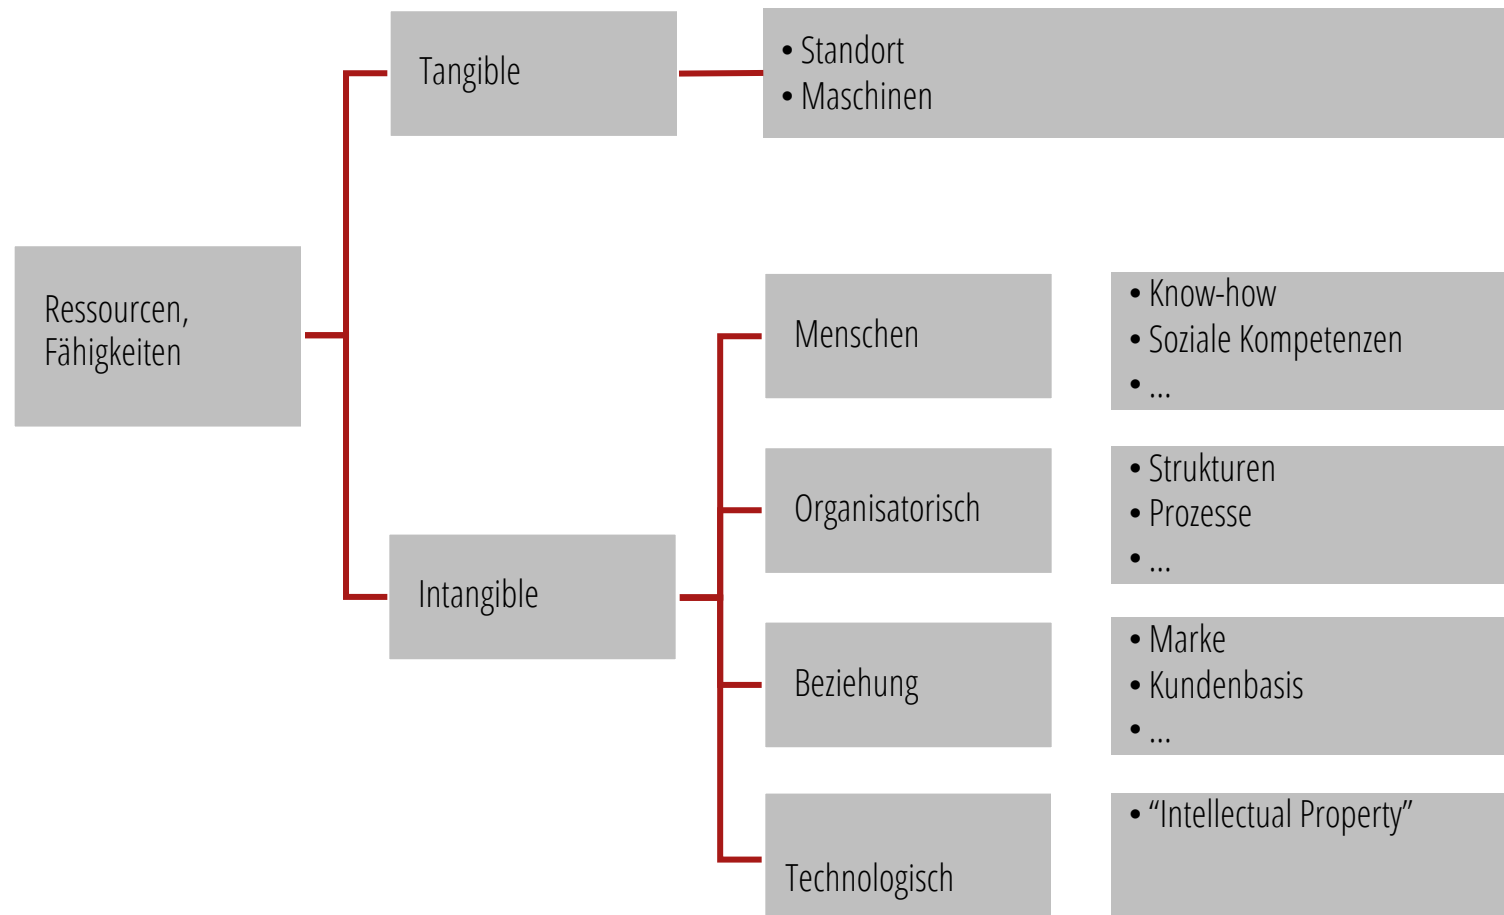 Tangible
• Standort
• Maschinen
Ressourcen,
Fähigkeiten
Menschen
• Know-how
• Soziale Kompetenzen
• ...
Organisatorisch
• Strukturen
• Prozesse
• ...
Intangible
Beziehung
• Marke
• Kundenbasis
• ...
Technologisch
• “Intellectual Property”